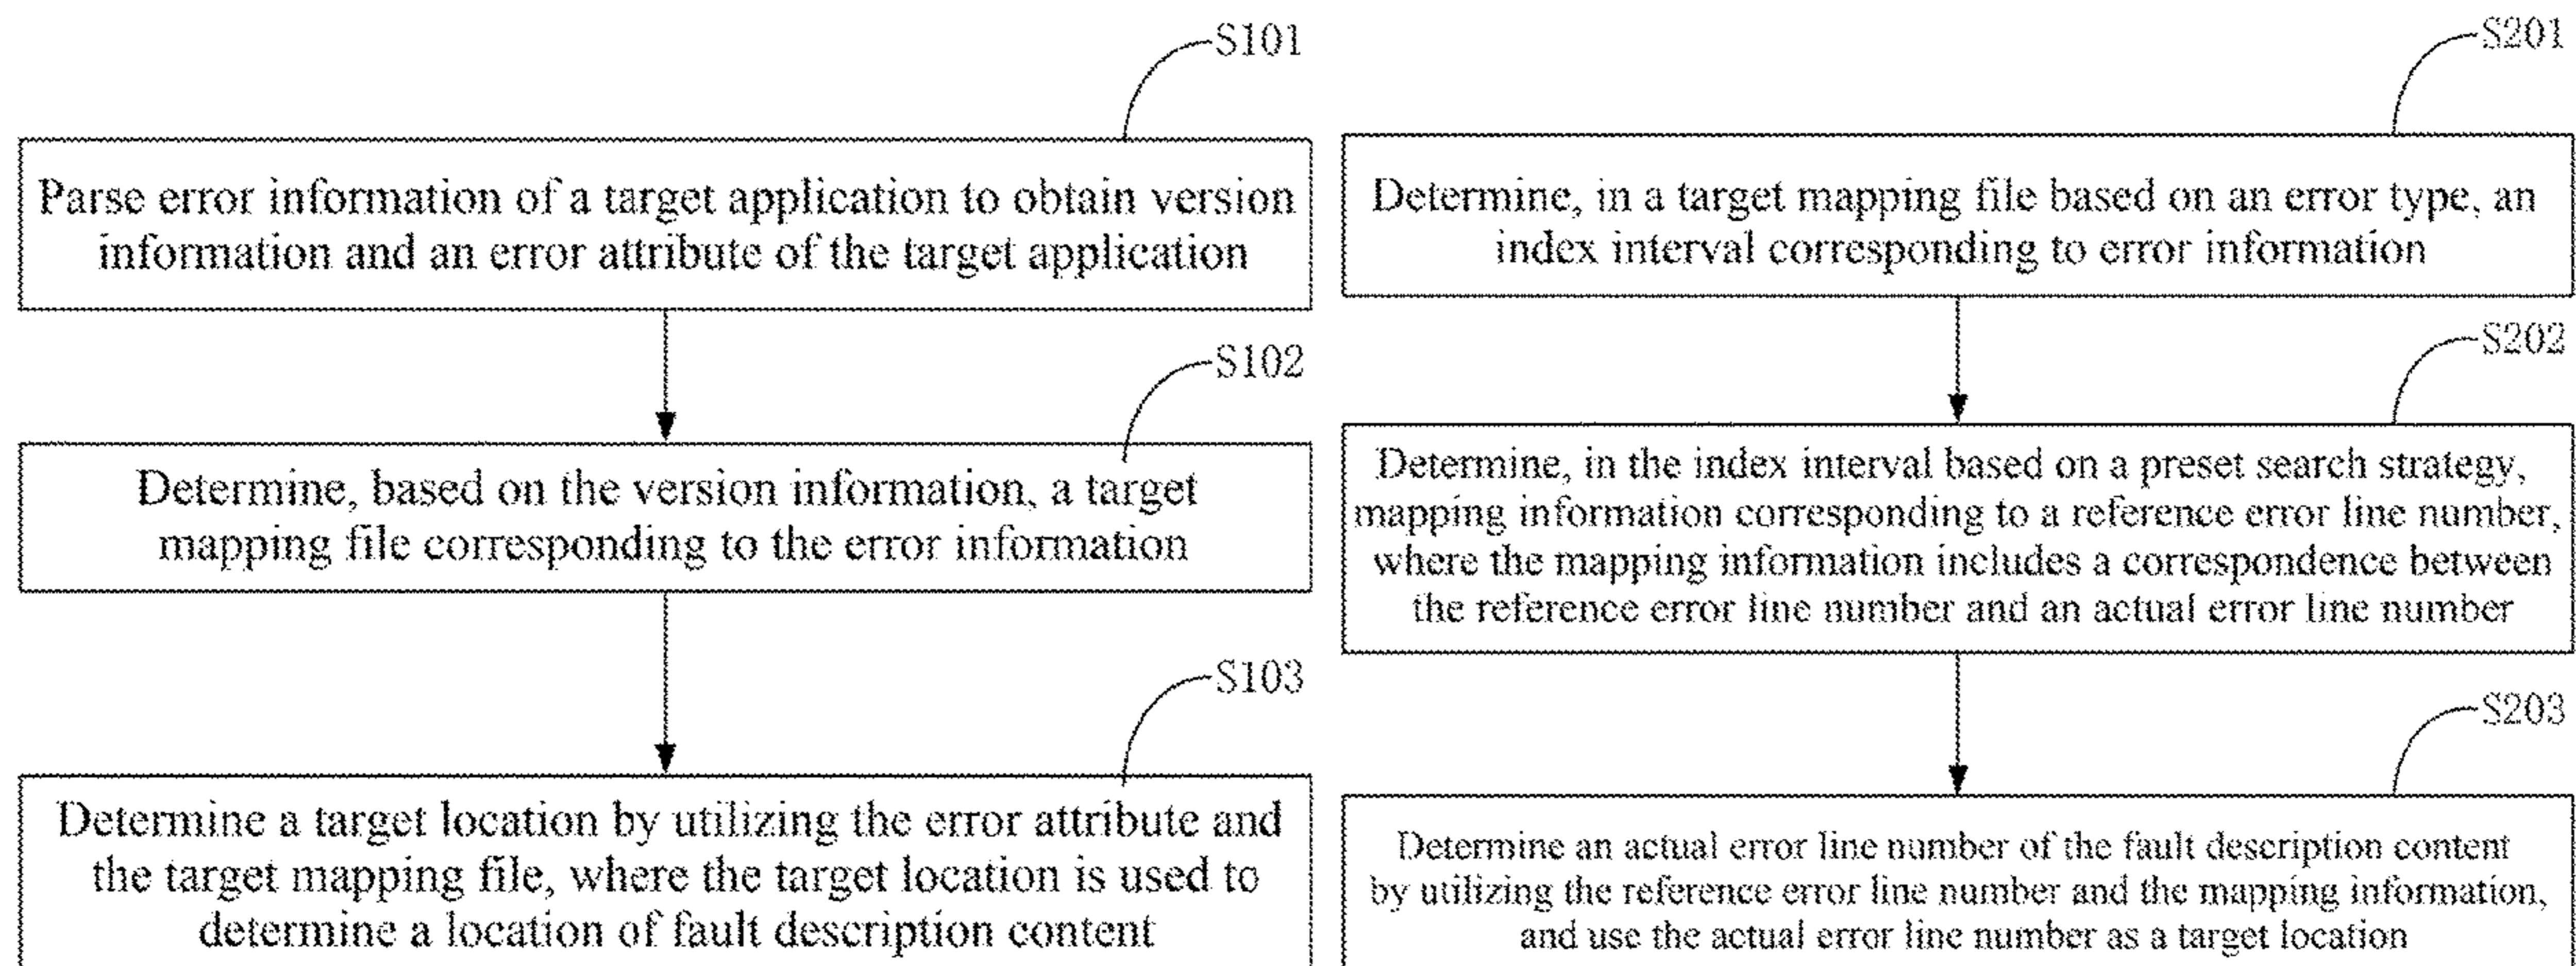 S101
Parse error information of a target application to obtain version
information and an error attribute of the target application
S102
Determine, based on the version information, a target
mapping file corresponding to the error information
S103
Determine a target location by utilizing the error attribute and
the target mapping file, where the target location is used to
determine a location of fault description content
S201
Determine, in a target mapping file based on an error type, an
index interval corresponding to error information
S202
Determine, in the index interval based on a preset search strategy,
mapping information corresponding to a reference error line number,
where the mapping information includes a correspondence between
the reference error line number and an actual error line number
S203
Determine an actual error line number of the fault description content
by utilizing the reference error line number and the mapping information,
and use the actual error line number as a target location